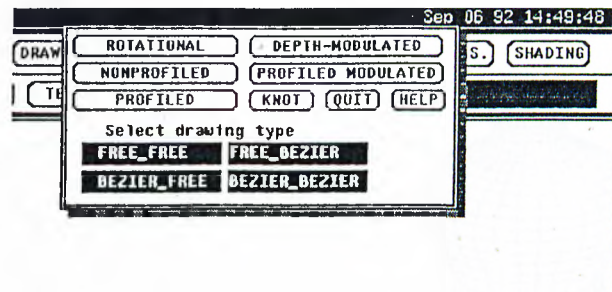 Sep 06 92 14:49:48
DRAW ROTATIONAL DEPTH-MODULATED S. SHADING
NONPROFILED PROFILED MODULATED
TE PROFILED KNOT QUIT HELP
Select drawing type
FREE_FREE FREE_BEZIER
BEZIER_FREE BEZIER_BEZIER